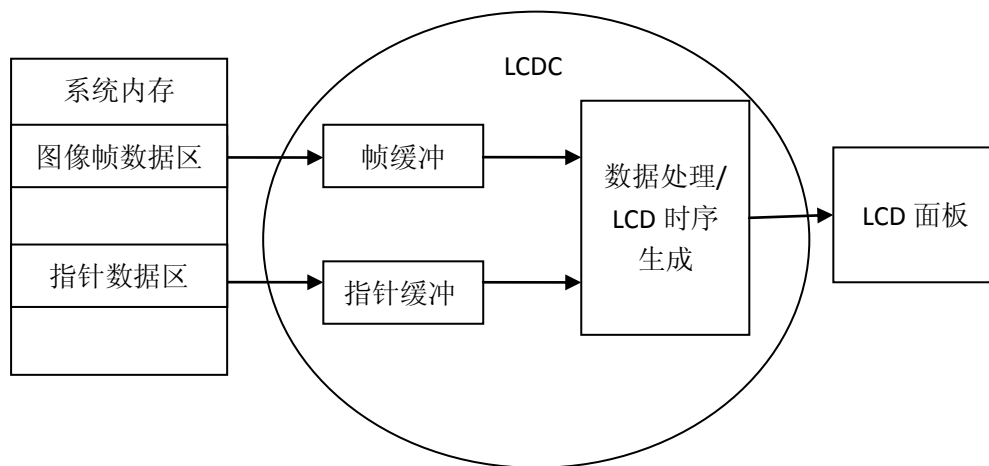 LCDC
系统内存
图像帧数据区
指针数据区
帧缓冲
指针缓冲
数据处理/
LCD 时序
生成
LCD 面板